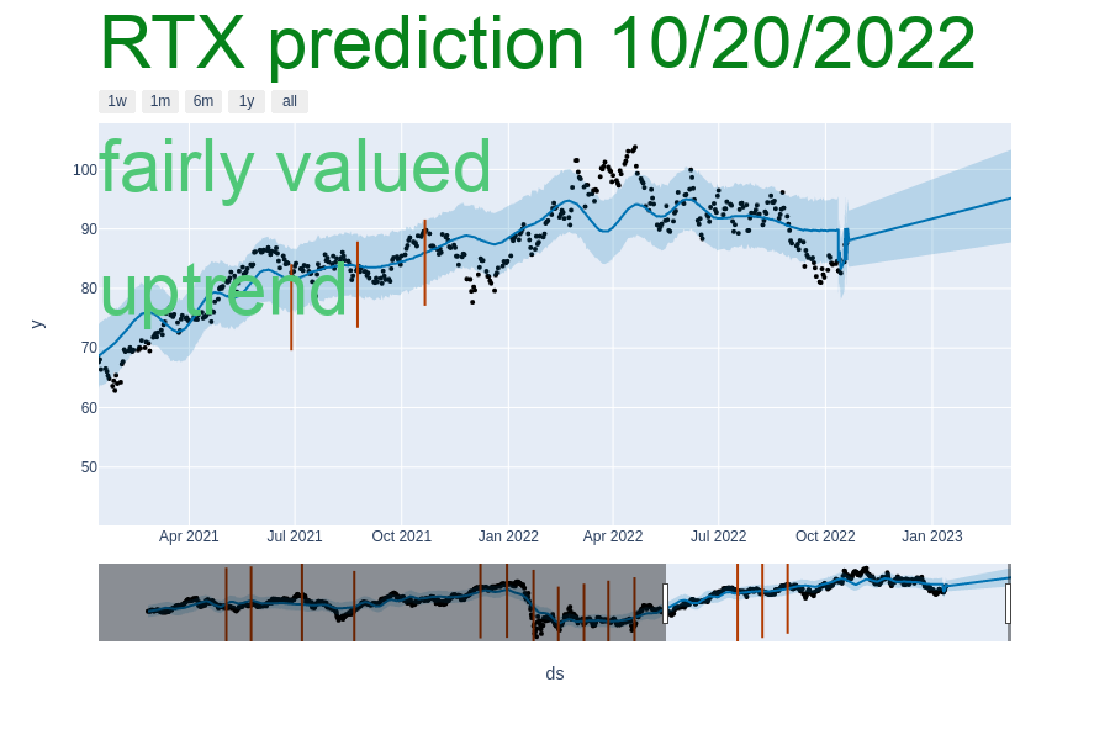 RTX prediction 10/20/2022
1w 1m 6m 1y all
fairly valued
uptrend
100
90
80
70
60
50
y
Apr 2021 Jul 2021 Oct 2021 Jan 2022 Apr 2022 Jul 2022 Oct 2022 Jan 2023
ds